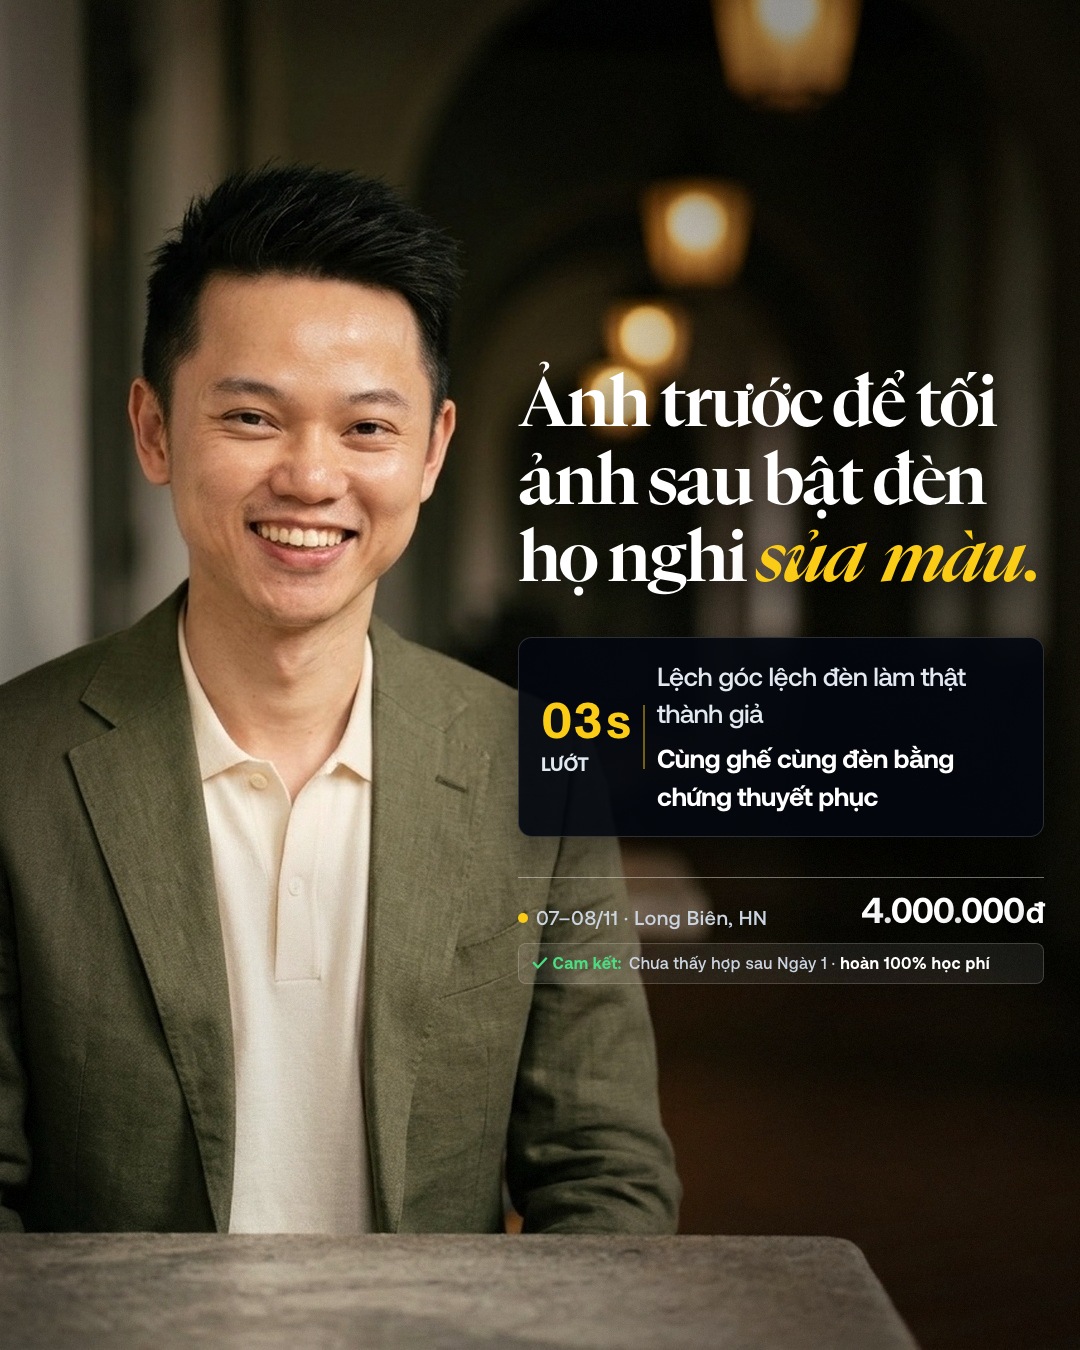 Ảnh trước để tối
ảnh sau bật đèn
họ nghi sửa màu.
03s
LƯỚT
Lệch góc lệch đèn làm thật
thành giả
Cùng ghế cùng đèn bằng
chứng thuyết phục
07–08/11 · Long Biên, HN
4.000.000đ
✓ Cam kết: Chưa thấy hợp sau Ngày 1 · hoàn 100% học phí